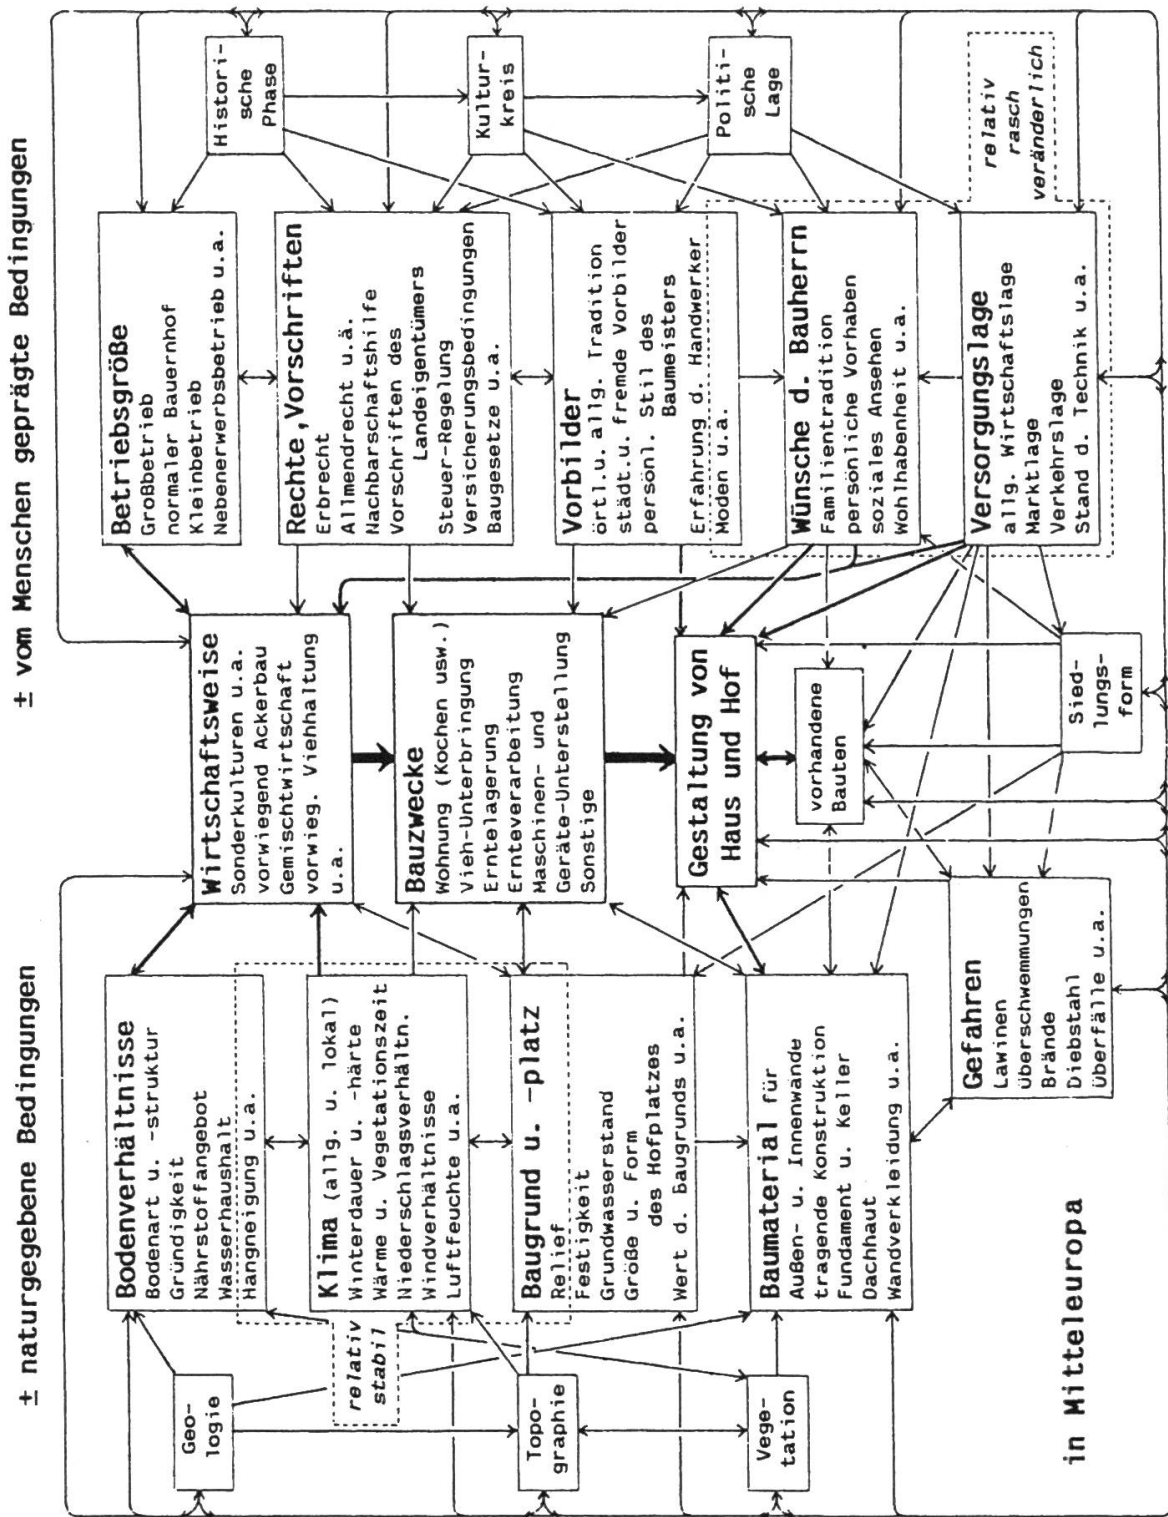 ± naturgegebene Bedingungen
± vom Menschen geprägte Bedingungen
Geo-
logie
Topo-
graphie
Vege-
tation
relativ
stabil
Bodenverhältnisse
Bodenart u. -struktur
Gründigkeit
Nährstoffangebot
Wasserhaushalt
Hangneigung u.a.
Klima (allg. u. lokal)
Winterdauer u. -härte
Wärme u. Vegetationszeit
Niederschlagsverhältn.
Windverhältnisse
Luftfeuchte u.a.
Baugrund u. -platz
Relief
Festigkeit
Grundwasserstand
Größe u. Form
des Hofplatzes
Wert d. Baugrunds u.a.
Baumaterial für
Außen- u. Innenwände
tragende Konstruktion
Fundament u. Keller
Dachhaut
Wandverkleidung u.a.
Gefahren
Lawinen
Überschwemmungen
Brände
Diebstahl
Überfälle u.a.
Wirtschaftsweise
Sonderkulturen u.a.
vorwiegend Ackerbau
Gemischtwirtschaft
vorwieg. Viehhaltung
u.a.
Bauzwecke
Wohnung (Kochen usw.)
Vieh-Unterbringung
Erntelagerung
Ernteverarbeitung
Maschinen- und
Geräte-Unterstellung
Sonstige
Gestaltung von
Haus und Hof
vorhandene
Bauten
Sied-
lungs-
form
Betriebsgröße
Großbetrieb
normaler Bauernhof
Kleinbetrieb
Nebenerwerbsbetrieb u.a.
Rechte,Vorschriften
Erbrecht
Allmendrecht u.ä.
Nachbarschaftshilfe
Vorschriften des
Landeigentümers
Steuer-Regelung
Versicherungsbedingungen
Baugesetze u.a.
Vorbilder
örtl.u. allg. Tradition
städt.u. fremde Vorbilder
persönl. Stil des
Baumeisters
Erfahrung d. Handwerker
Moden u.a.
Wünsche d. Bauherrn
Familientradition
persönliche Vorhaben
soziales Ansehen
Wohlhabenheit u.a.
Versorgungslage
allg. Wirtschaftslage
Marktlage
Verkehrslage
Stand d. Technik u.a.
Histori-
sche
Phase
Kultur-
kreis
Politi-
sche
Lage
relativ
rasch
veränderlich
in Mitteleuropa